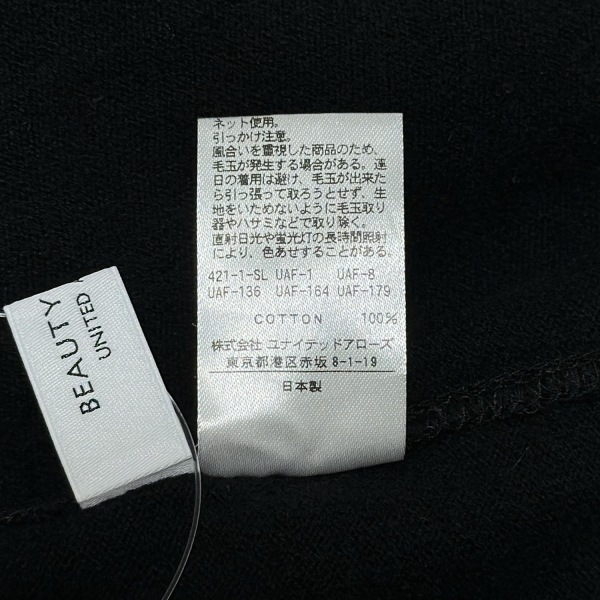 ネット使用。
引っかけ注意。
風合いを重視した商品のため、
毛玉が発生する場合がある。連
日の着用は避け、毛玉が出来た
ら引っ張って取ろうとせず、生
地をいためないように毛玉取り
器やハサミなどで取り除く。
直射日光や蛍光灯の長時間照射
により、色あせすることがある。
421-1-SL UAF-1 UAF-8
UAF-136 UAF-164 UAF-179
COTTON 100%
株式会社 ユナイテッドアローズ
東京都港区赤坂 8-1-19
日本製
BEAUTY
UNITED